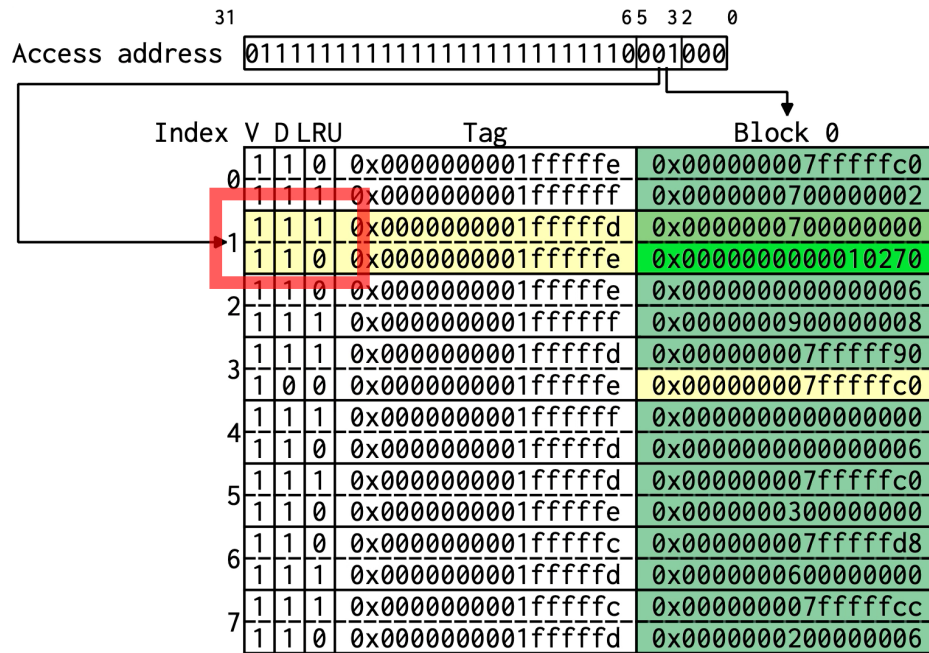 31 6 5 3 2 0
Access address 01111111111111111111111110 001 000
Index V D LRU Tag Block 0
0
1 1 0 0x0000000001fffffe 0x000000007fffffc0
1 1 1 0x0000000001ffffff 0x0000000700000002
1
1 1 1 0x0000000001fffffd 0x0000000700000000
1 1 0 0x0000000001fffffe 0x0000000000010270
2
1 1 0 0x0000000001fffffe 0x0000000000000006
1 1 1 0x0000000001ffffff 0x0000000900000008
3
1 1 1 0x0000000001fffffd 0x000000007fffff90
1 0 0 0x0000000001fffffe 0x000000007fffffc0
4
1 1 1 0x0000000001ffffff 0x0000000000000000
1 1 0 0x0000000001fffffd 0x0000000000000006
5
1 1 1 0x0000000001fffffd 0x000000007fffffc0
1 1 0 0x0000000001fffffe 0x0000000300000000
6
1 1 0 0x0000000001fffffc 0x000000007fffffd8
1 1 1 0x0000000001fffffd 0x0000000600000000
7
1 1 1 0x0000000001fffffc 0x000000007fffffcc
1 1 0 0x0000000001fffffd 0x0000000200000006